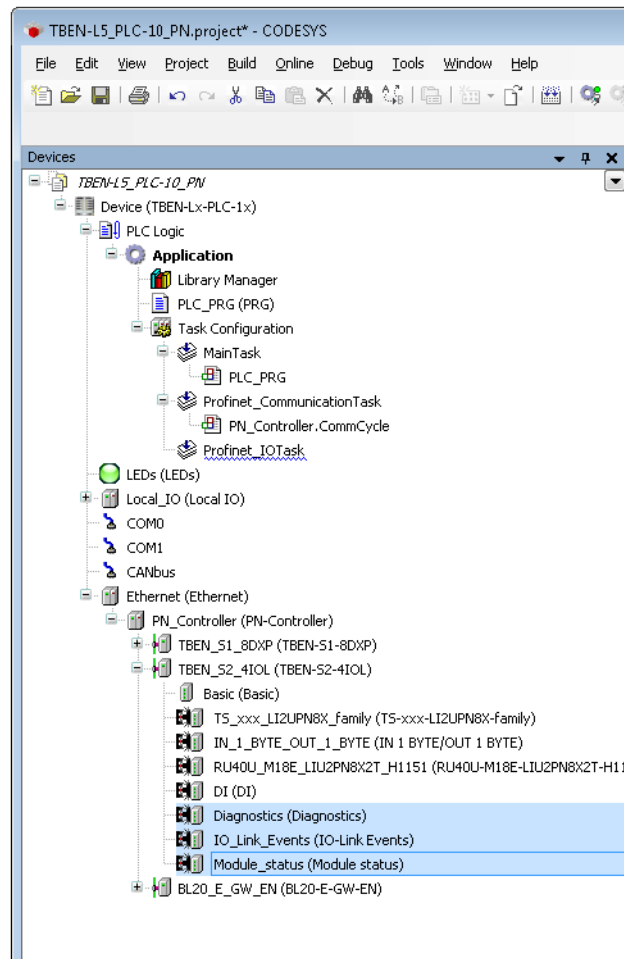 TBEN-L5_PLC-10_PN.project* - CODESYS
File Edit View Project Build Online Debug Tools Window Help
Devices
TBEN-L5_PLC-10_PN
Device (TBEN-Lx-PLC-1x)
PLC Logic
Application
Library Manager
PLC_PRG (PRG)
Task Configuration
MainTask
PLC_PRG
Profinet_CommunicationTask
PN_Controller.CommCycle
Profinet_IOTask
LEDs (LEDs)
Local_IO (Local IO)
COM0
COM1
CANbus
Ethernet (Ethernet)
PN_Controller (PN-Controller)
TBEN_S1_8DXP (TBEN-S1-8DXP)
TBEN_S2_4IOL (TBEN-S2-4IOL)
Basic (Basic)
TS_xxx_LI2UPN8X_family (TS-xxx-LI2UPN8X-family)
IN_1_BYTE_OUT_1_BYTE (IN 1 BYTE/OUT 1 BYTE)
RU40U_M18E_LIU2PN8X2T_H1151 (RU40U-M18E-LIU2PN8X2T-H11
DI (DI)
Diagnostics (Diagnostics)
IO_Link_Events (IO-Link Events)
Module_status (Module status)
BL20_E_GW_EN (BL20-E-GW-EN)